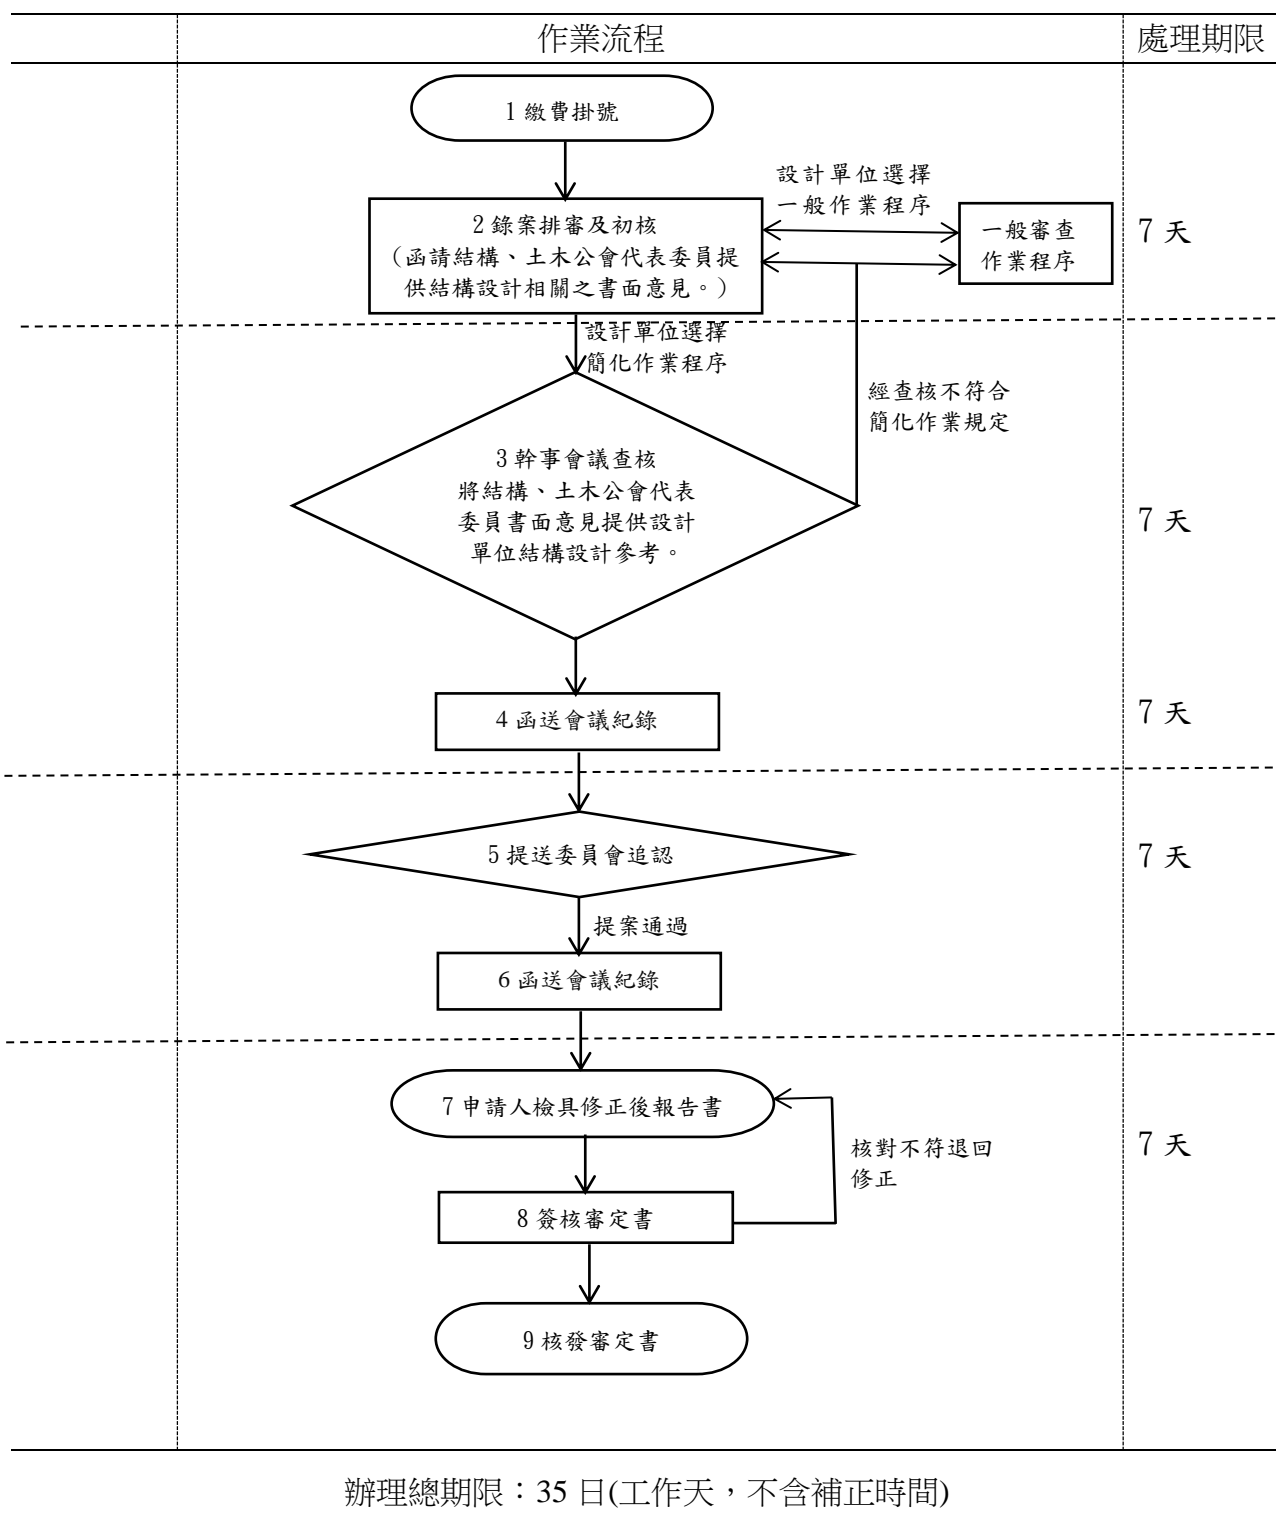 作業流程
處理期限
1 繳費掛號
設計單位選擇
一般作業程序
2 錄案排審及初核
(函請結構、土木公會代表委員提
供結構設計相關之書面意見。)
一般審查
作業程序
7 天
設計單位選擇
簡化作業程序
經查核不符合
簡化作業規定
3 幹事會議查核
將結構、土木公會代表
委員書面意見提供設計
單位結構設計參考。
7 天
4 函送會議紀錄
7 天
5 提送委員會追認
7 天
提案通過
6 函送會議紀錄
7 申請人檢具修正後報告書
核對不符退回
修正
7 天
8 簽核審定書
9 核發審定書
辦理總期限：35 日(工作天，不含補正時間)